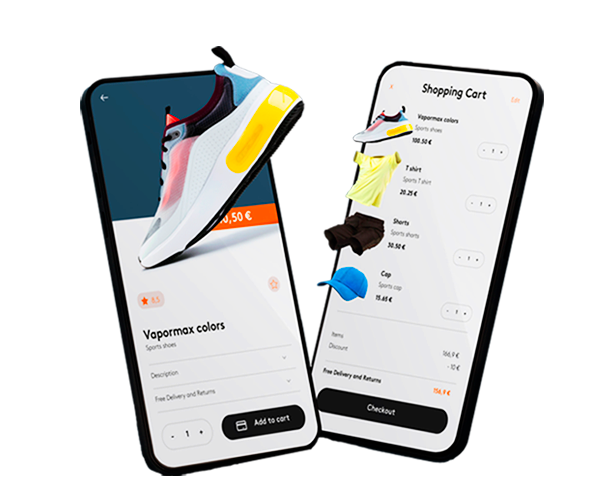 0,50 €
8.5
Vapormax colors
Sports shoes
Description
Free Delivery and Returns
- 1 +
Add to cart
Shopping Cart
Edit
Vapormax colors
Sports shoes
100.50 €
- 1 +
T shirt
Sports T shirt
20.25 €
- 1 +
Shorts
Sports shorts
30.50 €
- 1 +
Cap
Sports cap
15.65 €
- 1 +
Items
166,9 €
Discount
- 10 €
Free Delivery and Returns
156,9 €
Checkout